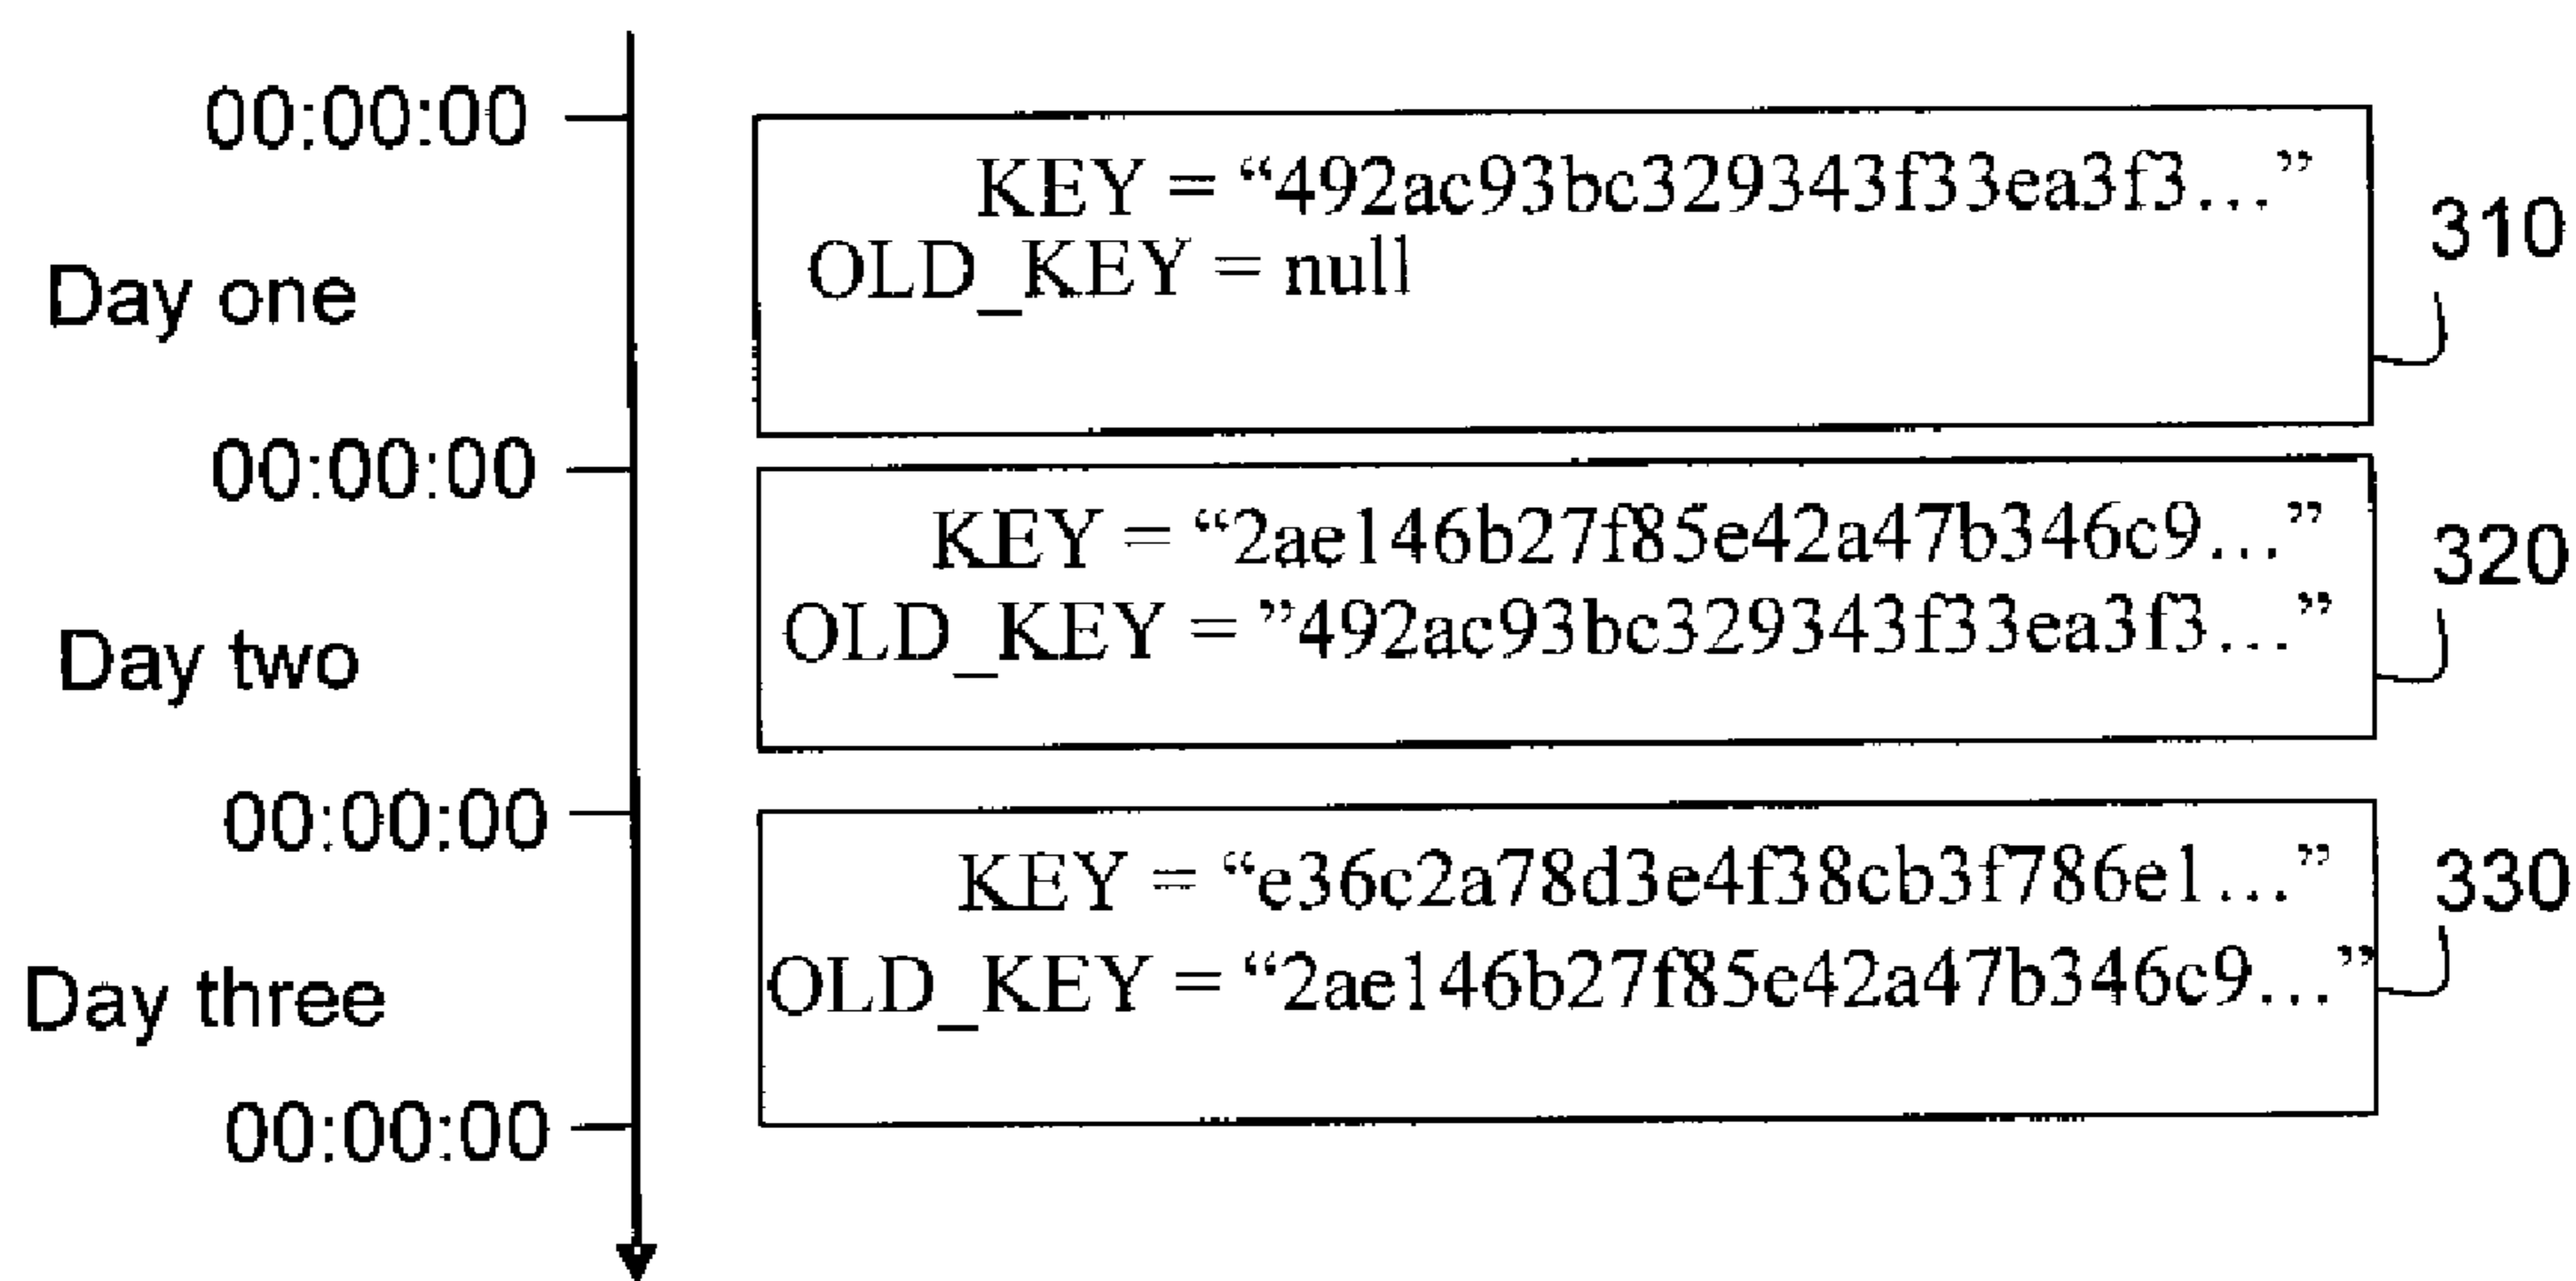 00:00:00
KEY = “492ac93bc329343f33ea3f3...”
310
OLD_KEY = null
Day one
00:00:00
KEY = “2ae146b27f85e42a47b346c9...”
320
OLD_KEY = ”492ac93bc329343f33ea3f3...”
Day two
00:00:00
KEY = “e36c2a78d3e4f38cb3f786e1...”
330
OLD_KEY = “2ae146b27f85e42a47b346c9...”
Day three
00:00:00